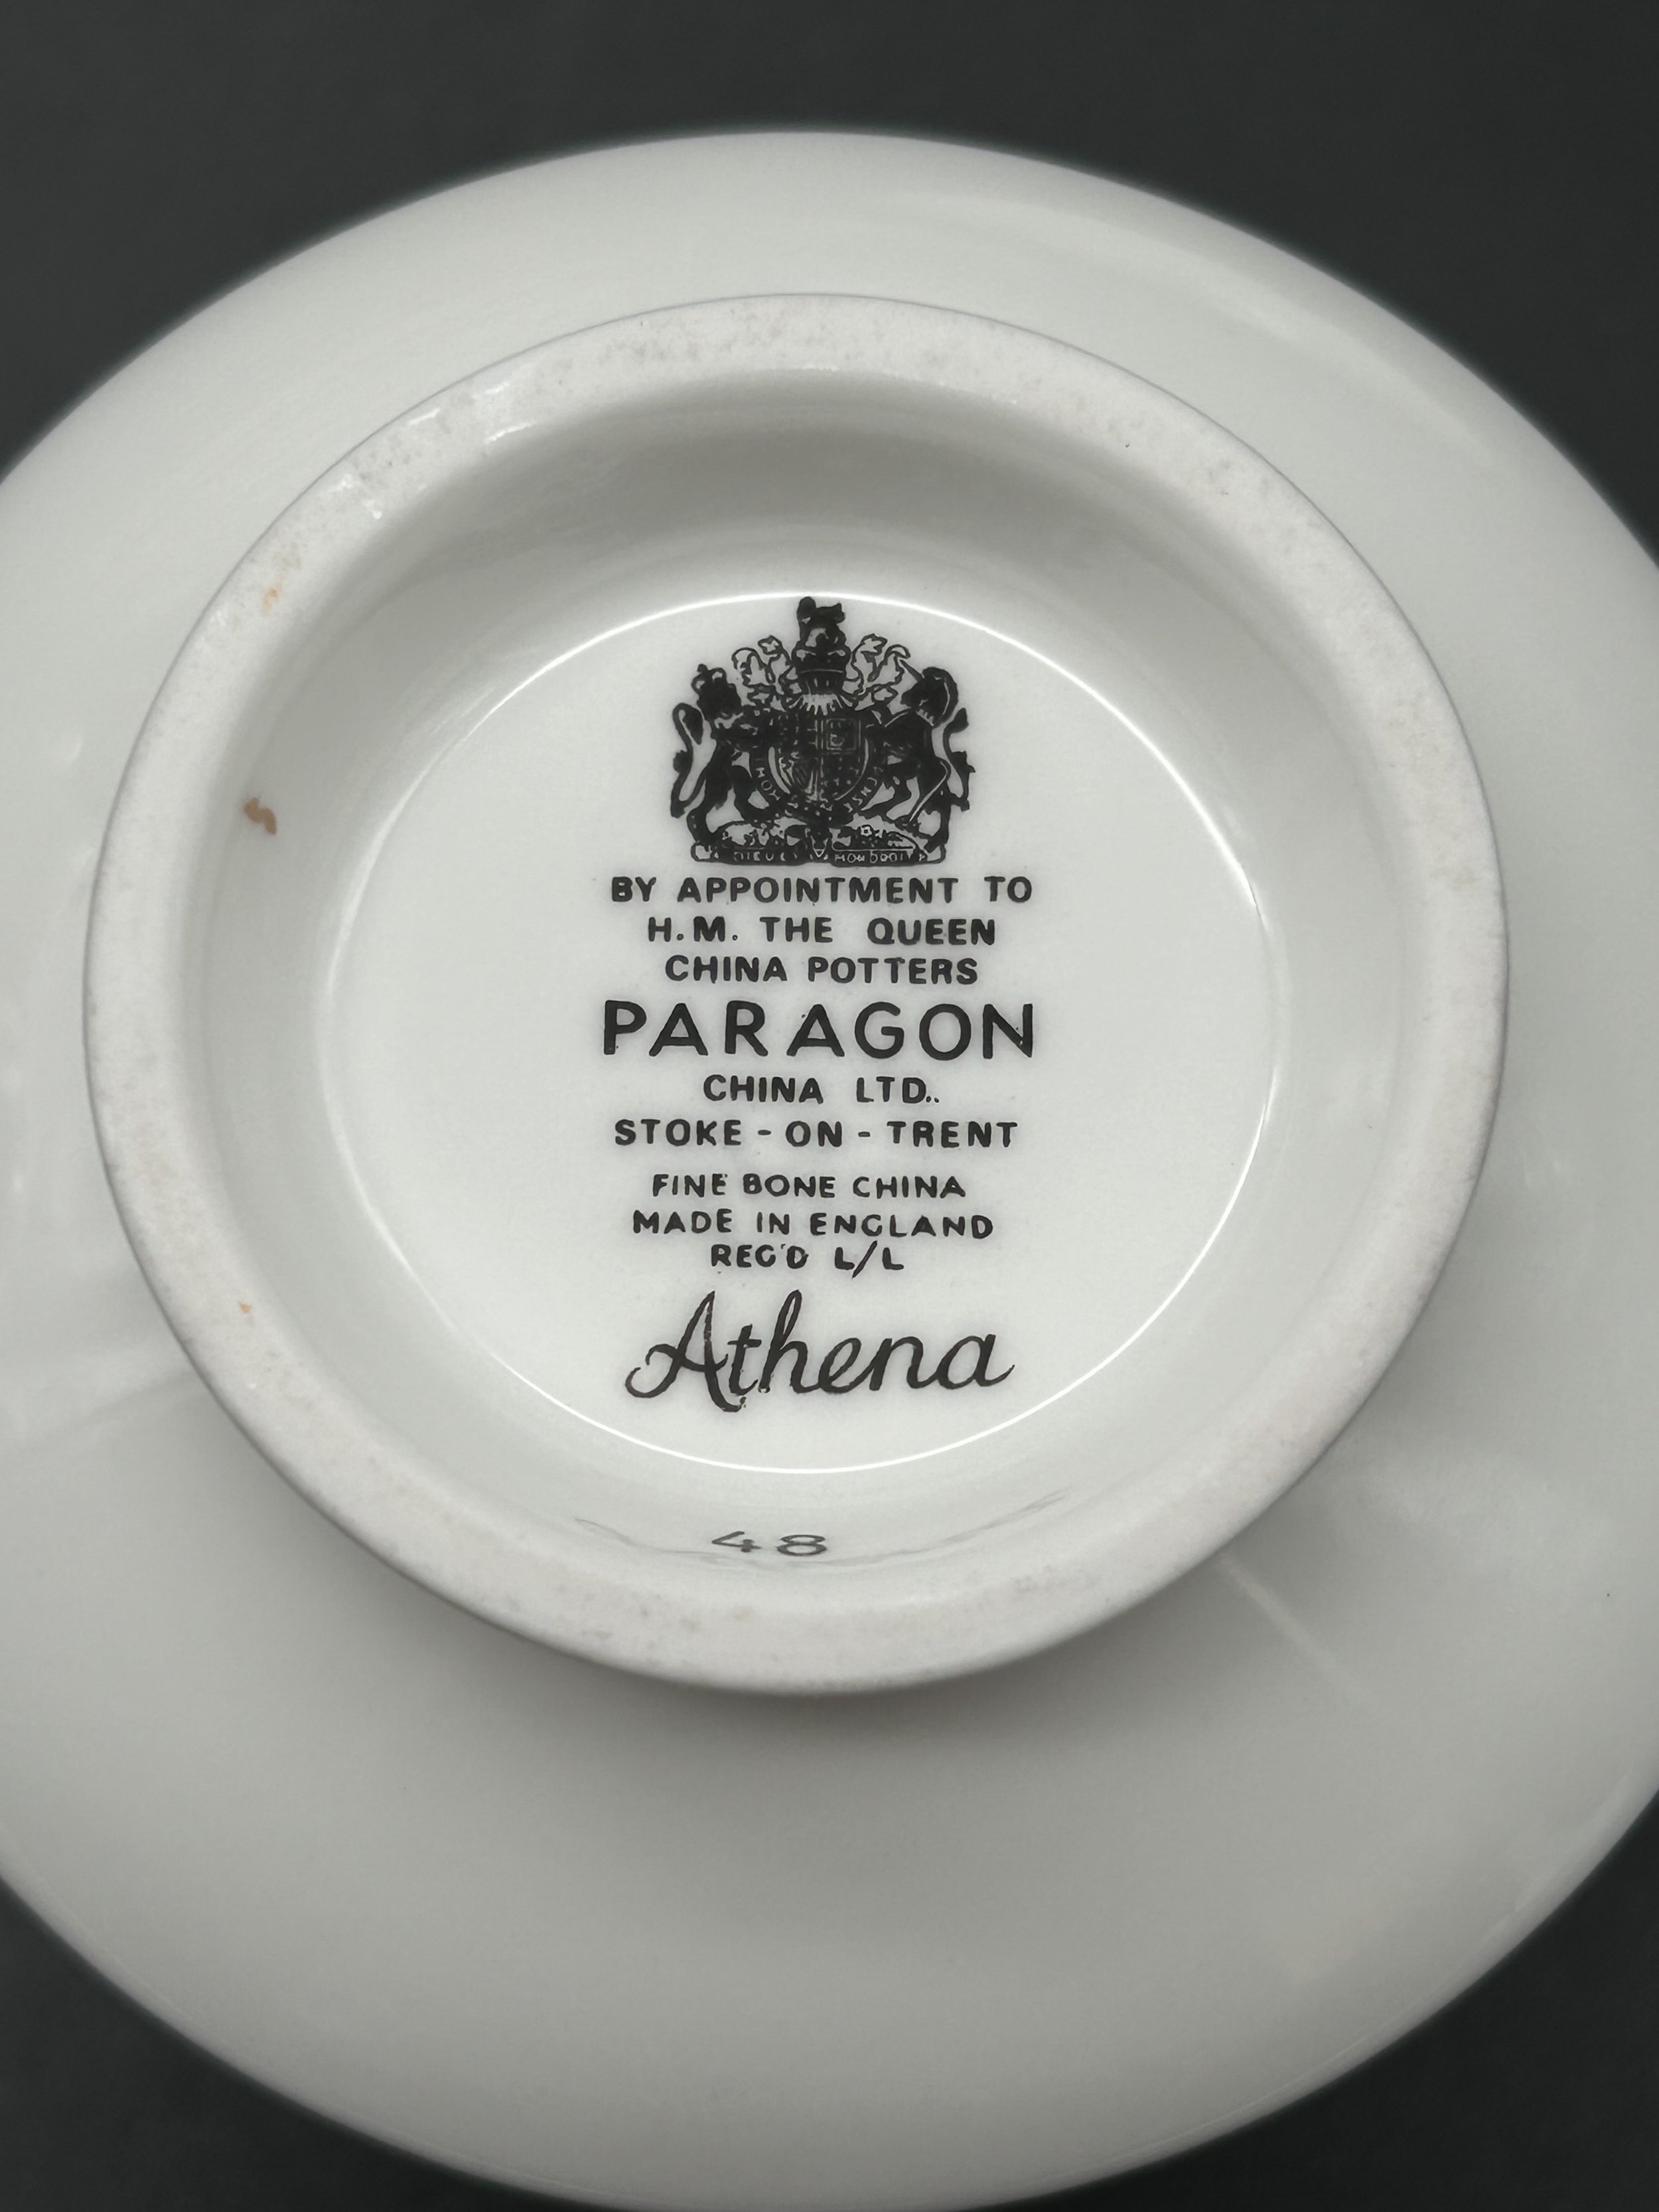 BY APPOINTMENT TO
H.M. THE QUEEN
CHINA POTTERS
PARAGON
CHINA LTD..
STOKE-ON-TRENT
FINE BONE CHINA
MADE IN ENGLAND
REG'D L/L
Athena
48